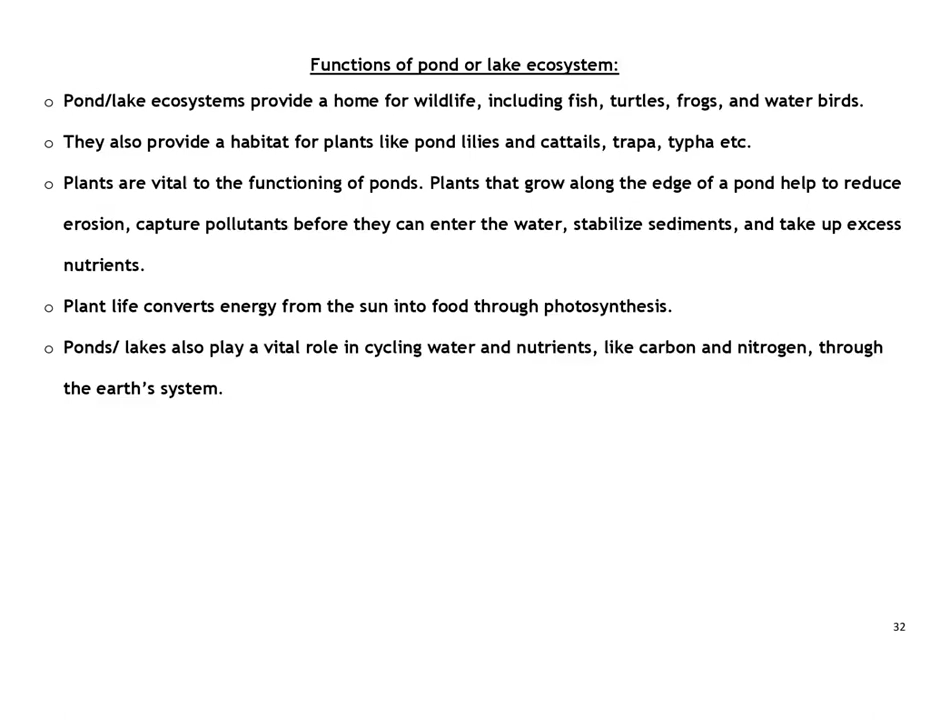 Functions of pond or lake ecosystem:
o Pond/lake ecosystems provide a home for wildlife, including fish, turtles, frogs, and water birds.
o They also provide a habitat for plants like pond lilies and cattails, trapa, typha etc.
o Plants are vital to the functioning of ponds. Plants that grow along the edge of a pond help to reduce
erosion, capture pollutants before they can enter the water, stabilize sediments, and take up excess
nutrients.
o Plant life converts energy from the sun into food through photosynthesis.
o Ponds/ lakes also play a vital role in cycling water and nutrients, like carbon and nitrogen, through
the earth’s system.
32